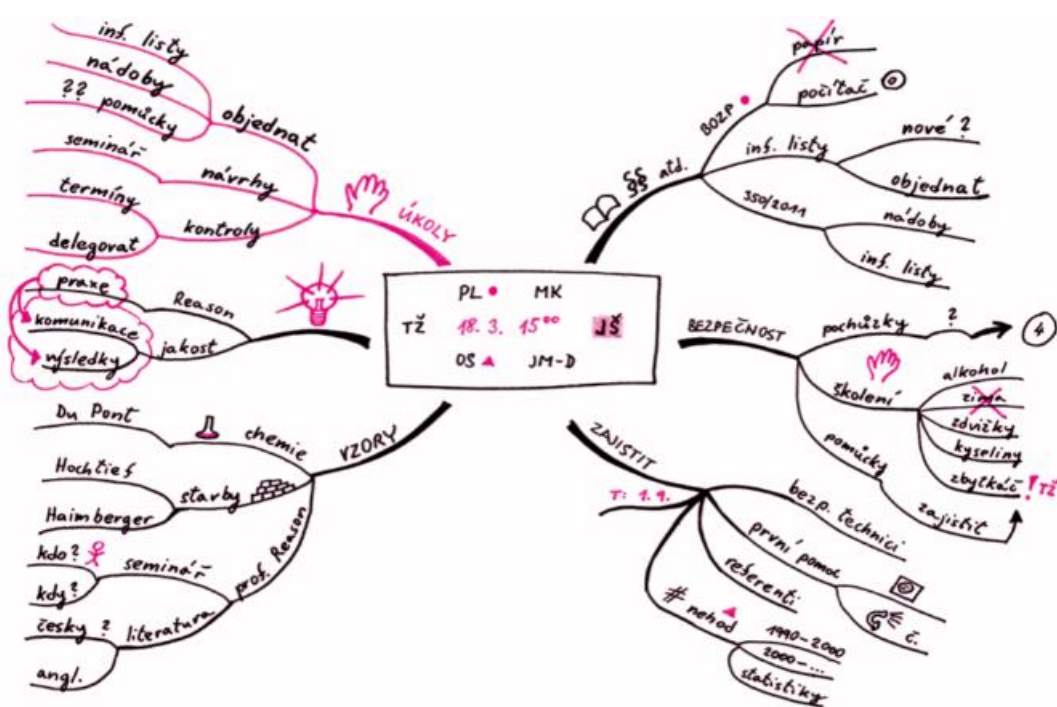 inf. listy
nádoby
?? pomůcky
objednat
seminář
návrhy
termíny
kontroly
delegovat
ÚKOLY
praxe
Reason
komunikace
jakost
výsledky
Du Pont
chemie
VZORY
Hochtief
stavby
Haimberger
kdo?
seminář
prof. Reason
kdy?
česky?
literatura
angl.
PL MK
TŽ 18. 3. 15⁰⁰ JŠ
OS JM-D
§§ §§ atd.
BOZP
papír
počítač
inf. listy
nové?
objednat
350/2011
nádoby
inf. listy
BEZPEČNOST
pochůzky
?
4
školení
alkohol
zima
zdvižky
kyseliny
zbytkáč ! TŽ
pomůcky
zajistit
ZAJISTIT
T: 1. 9.
bezp. technici
první pomoc
č.
referenti
# nehod
1990-2000
2000-...
statistiky